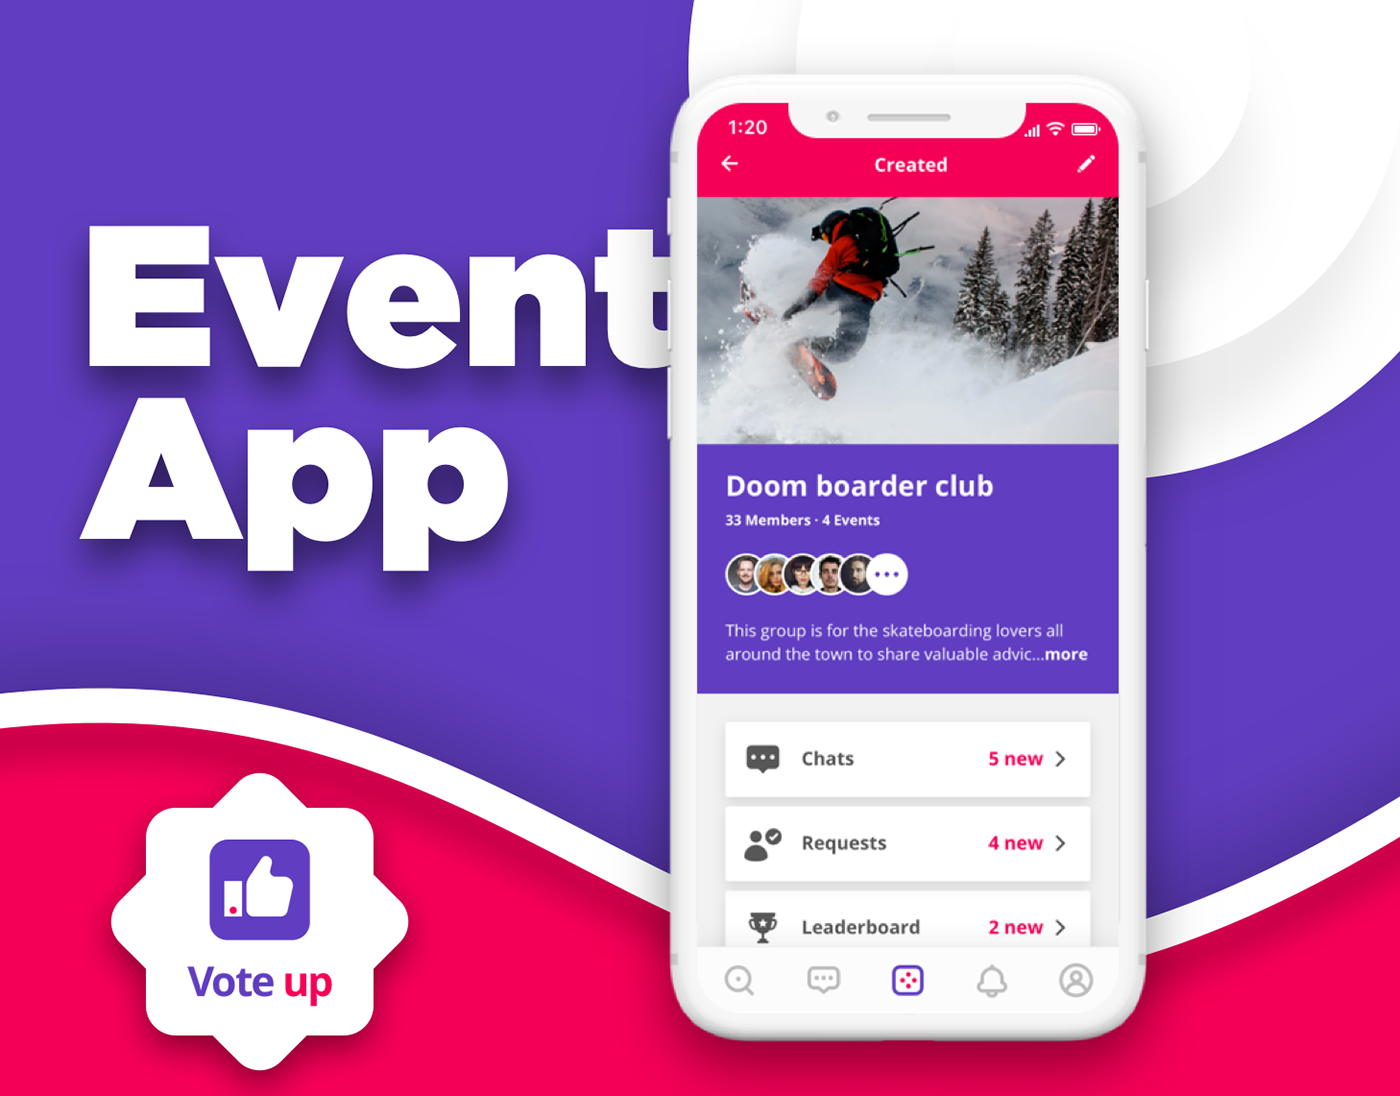 Event
App
Vote up
1:20
Created
Doom boarder club
33 Members · 4 Events
This group is for the skateboarding lovers all
around the town to share valuable advic...more
Chats 5 new
Requests 4 new
Leaderboard 2 new